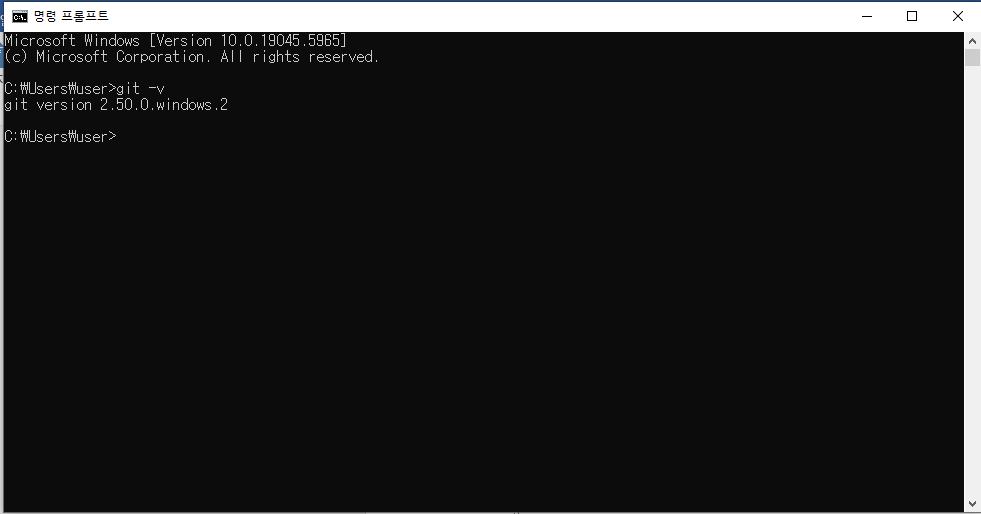 명령 프롬프트
Microsoft Windows [Version 10.0.19045.5965]
(c) Microsoft Corporation. All rights reserved.
C:₩Users₩user>git -v
git version 2.50.0.windows.2
C:₩Users₩user>